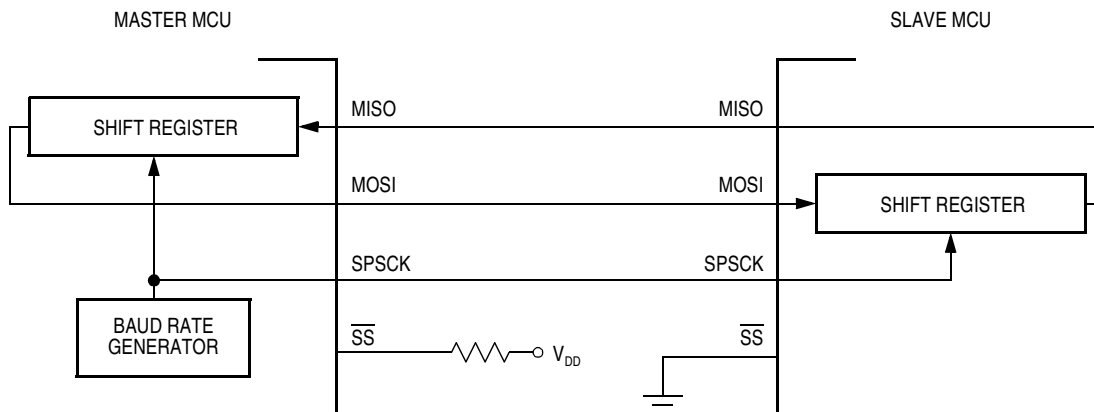 MASTER MCU
SLAVE MCU
SHIFT REGISTER
MISO
MISO
MOSI
MOSI
SHIFT REGISTER
SPSCK
SPSCK
BAUD RATE
GENERATOR
SS
VDD
SS